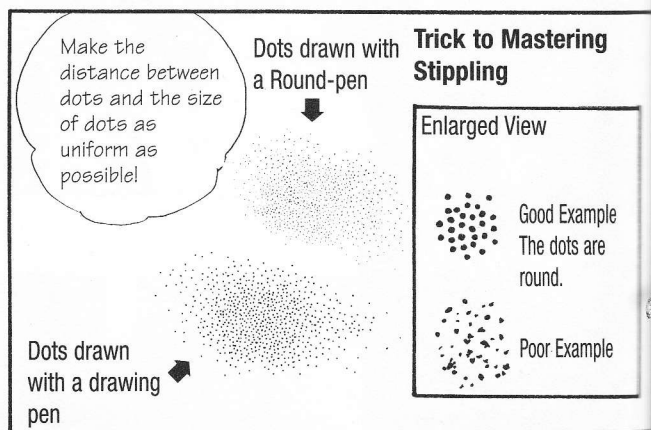 Make the
distance between
dots and the size
of dots as
uniform as
possible!
Dots drawn with
a Round-pen
Trick to Mastering
Stippling
Enlarged View
Good Example
The dots are
round.
Poor Example
Dots drawn
with a drawing
pen